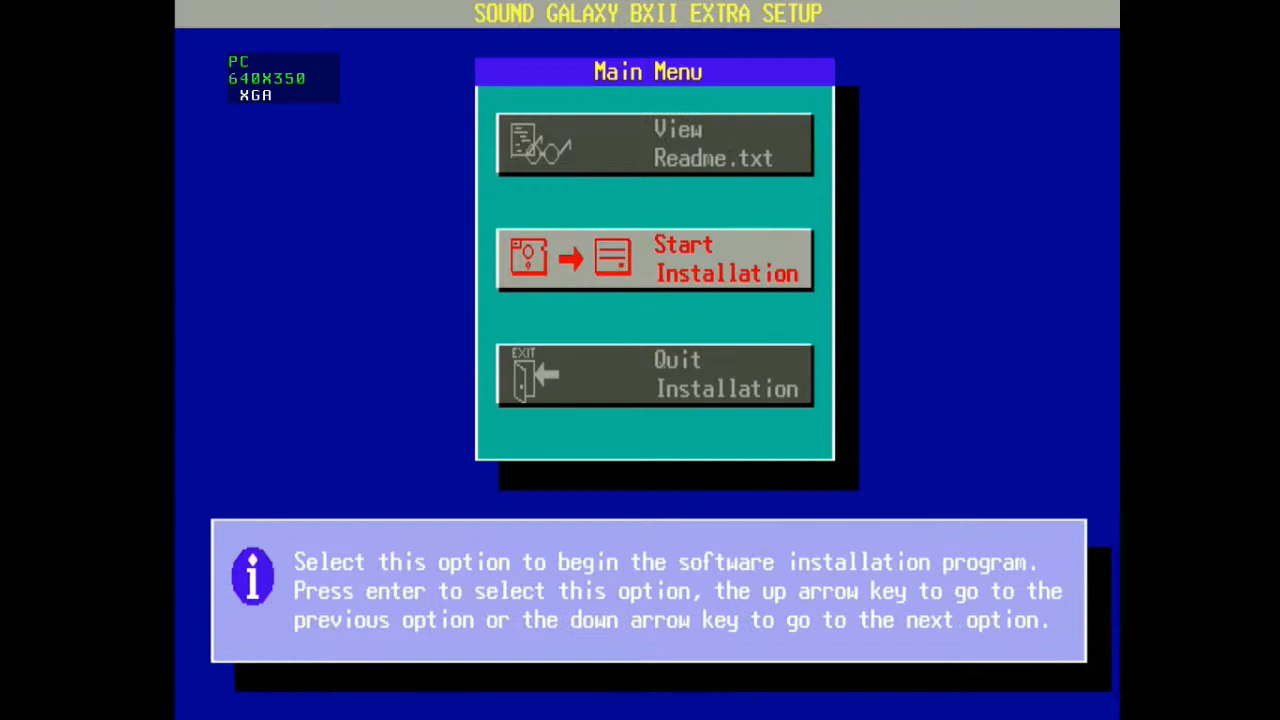 SOUND GALAXY BXII EXTRA SETUP
PC
640X350
XGA
Main Menu
View
Readme.txt
Start
Installation
EXIT
Quit
Installation
Select this option to begin the software installation program.
Press enter to select this option, the up arrow key to go to the
previous option or the down arrow key to go to the next option.